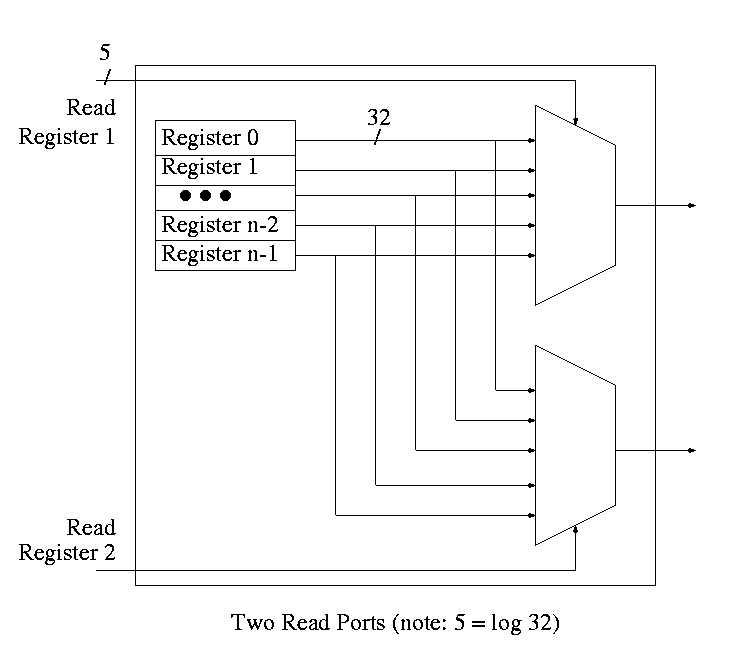 5
Read
Register 1
32
Register 0
Register 1
● ● ●
Register n-2
Register n-1
Read
Register 2
Two Read Ports (note: 5 = log 32)